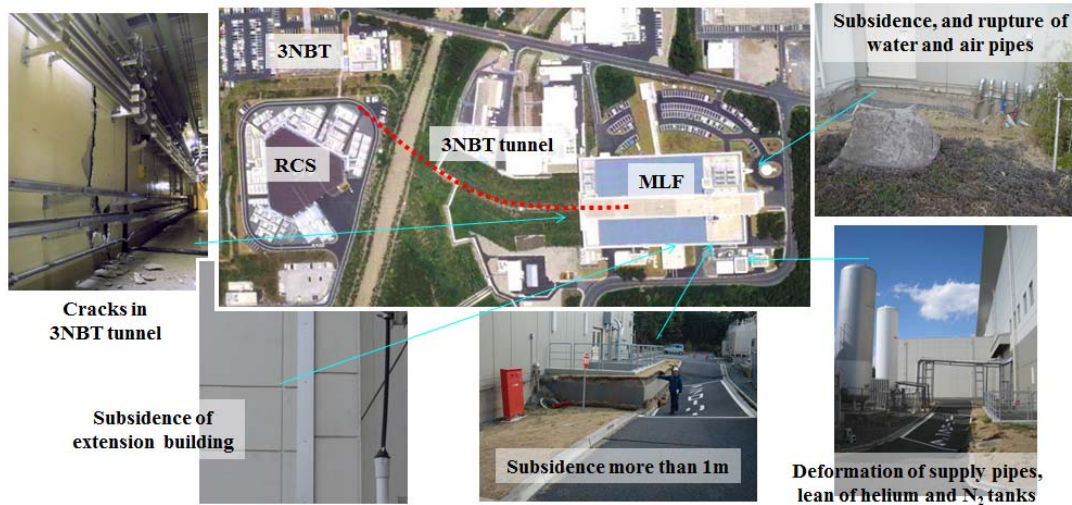 Subsidence, and rupture of
water and air pipes
3NBT
3NBT tunnel
RCS
MLF
Cracks in
3NBT tunnel
Subsidence of
extension building
Subsidence more than 1m
Deformation of supply pipes,
lean of helium and N₂ tanks